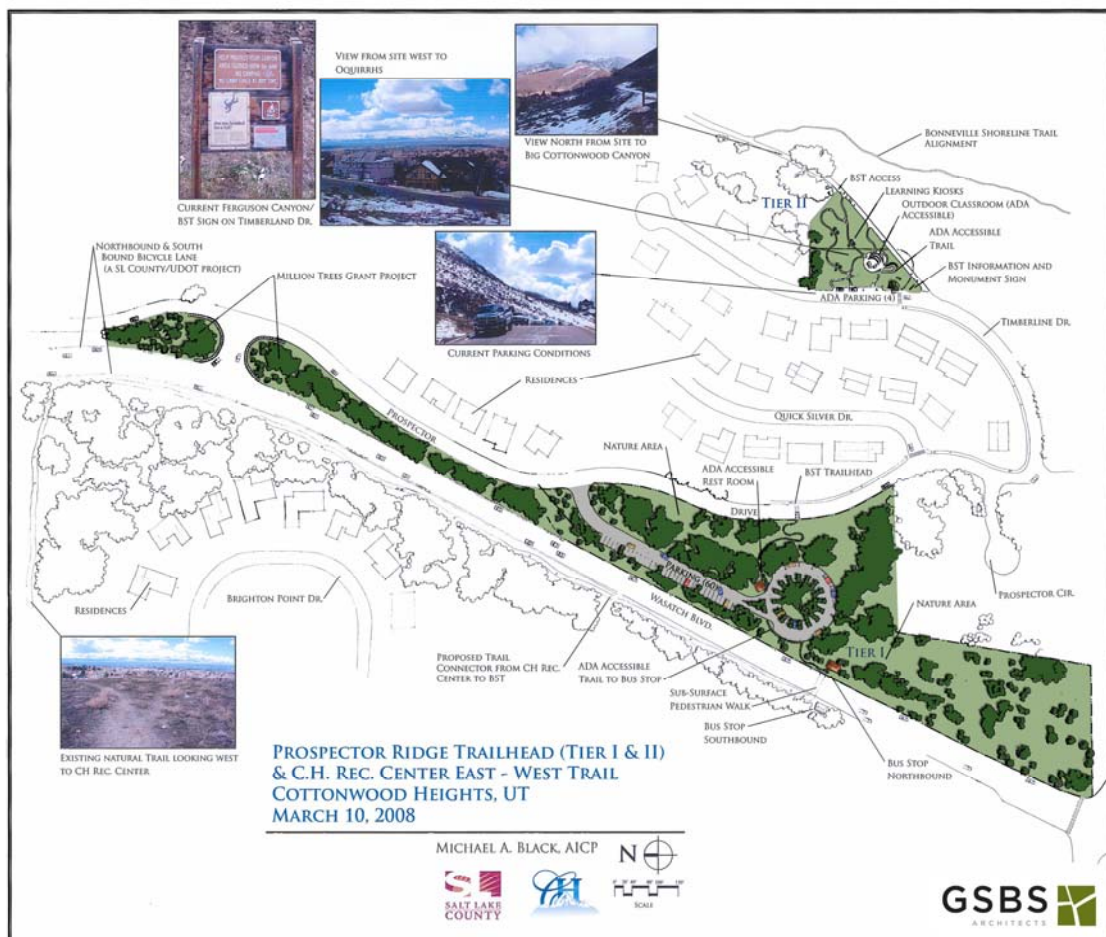 VIEW FROM SITE WEST TO
OQUIRRHS
VIEW NORTH FROM SITE TO
BIG COTTONWOOD CANYON
BONNEVILLE SHORELINE TRAIL
ALIGNMENT
CURRENT FERGUSON CANYON/
BST SIGN ON TIMBERLAND DR.
TIER II
BST ACCESS
LEARNING KIOSKS
OUTDOOR CLASSROOM (ADA
ACCESSIBLE)
ADA ACCESSIBLE
TRAIL
BST INFORMATION AND
MONUMENT SIGN
ADA PARKING (4)
TIMBERLINE DR.
NORTHBOUND & SOUTH
BOUND BICYCLE LANE
(A SL COUNTY/UDOT PROJECT)
MILLION TREES GRANT PROJECT
CURRENT PARKING CONDITIONS
RESIDENCES
QUICK SILVER DR.
PROSPECTOR
NATURE AREA
ADA ACCESSIBLE
REST ROOM
BST TRAILHEAD
DRIVE
PARKING (60)
PROSPECTOR CIR.
NATURE AREA
TIER I
RESIDENCES
BRIGHTON POINT DR.
WASATCH BLVD.
PROPOSED TRAIL
CONNECTOR FROM CH REC.
CENTER TO BST
ADA ACCESSIBLE
TRAIL TO BUS STOP
SUB-SURFACE
PEDESTRIAN WALK
BUS STOP
SOUTHBOUND
BUS STOP
NORTHBOUND
EXISTING NATURAL TRAIL LOOKING WEST
TO CH REC. CENTER
PROSPECTOR RIDGE TRAILHEAD (TIER I & II)
& C.H. REC. CENTER EAST - WEST TRAIL
COTTONWOOD HEIGHTS, UT
MARCH 10, 2008
MICHAEL A. BLACK, AICP
N
SL
SALT LAKE
COUNTY
CH
SCALE
GSBS
ARCHITECTS